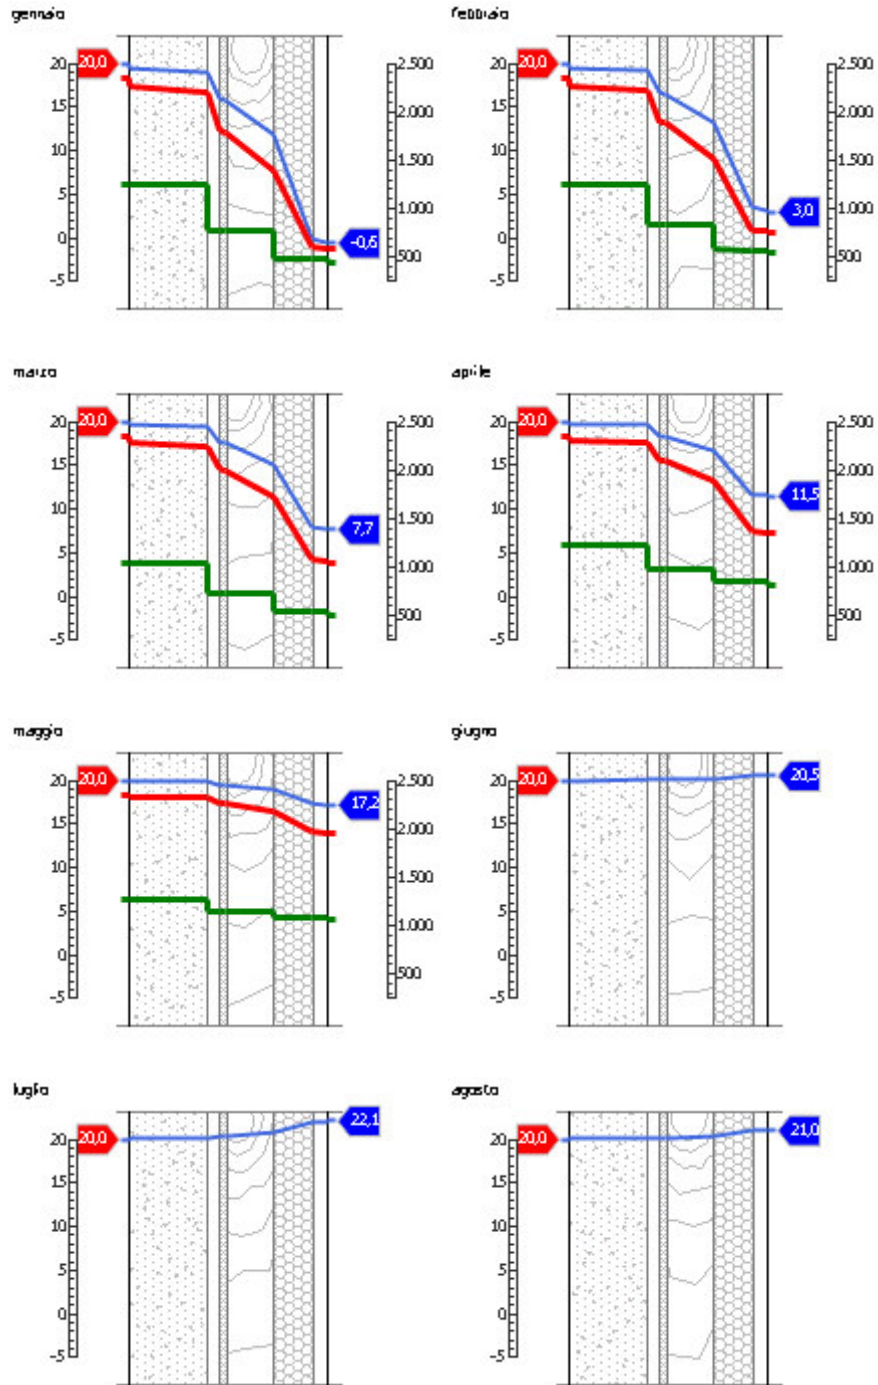 gennaio febbraio
20 20,0 2.500 20 20,0 2.500
15 2.000 15 2.000
10 1.500 10 1.500
5 1.000 5 3,0 1.000
0 -0,6 500 0 500
-5 -5
marzo aprile
20 20,0 2.500 20 20,0 2.500
15 2.000 15 2.000
10 7,7 1.500 10 11,5 1.500
5 1.000 5 1.000
0 500 0 500
-5 -5
maggio giugno
20 20,0 17,2 2.500 20 20,0 20,5
15 2.000 15
10 1.500 10
5 1.000 5
0 500 0
-5 -5
luglio agosto
20 20,0 22,1 20 20,0 21,0
15 15
10 10
5 5
0 0
-5 -5